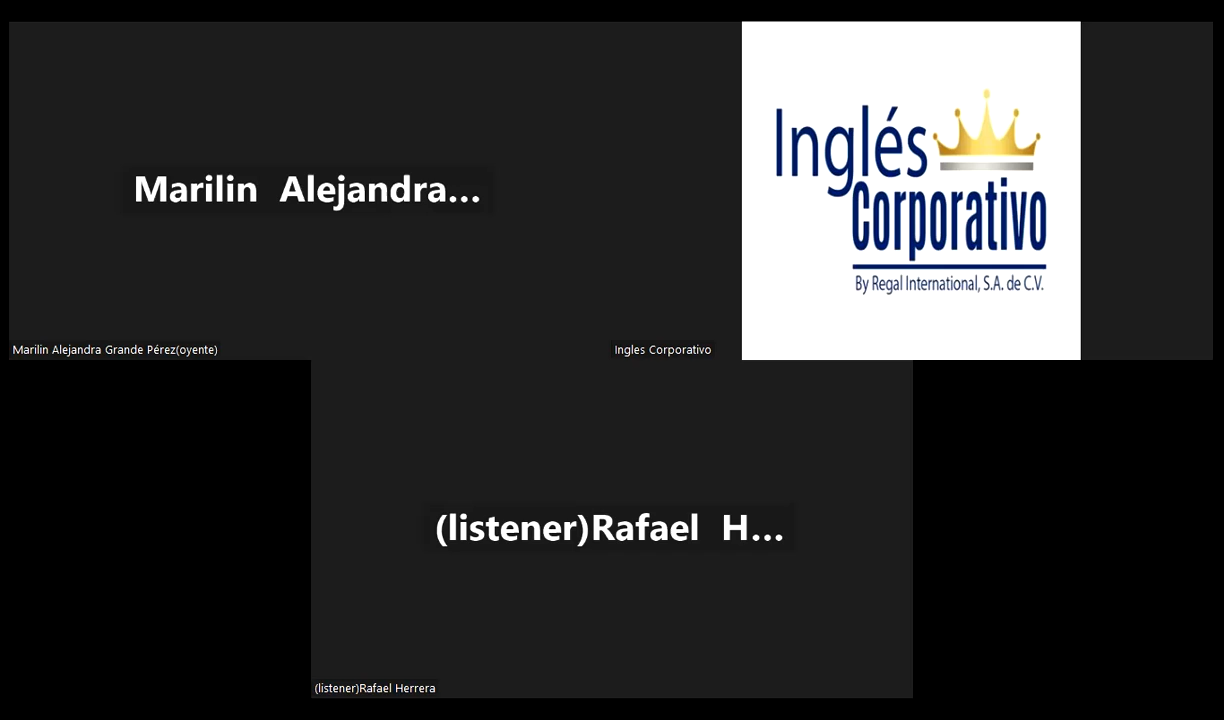 Marilin Alejandra...
Marilin Alejandra Grande Pérez(oyente)
Inglés
Corporativo
By Regal International, S.A. de C.V.
Ingles Corporativo
(listener)Rafael H...
(listener)Rafael Herrera